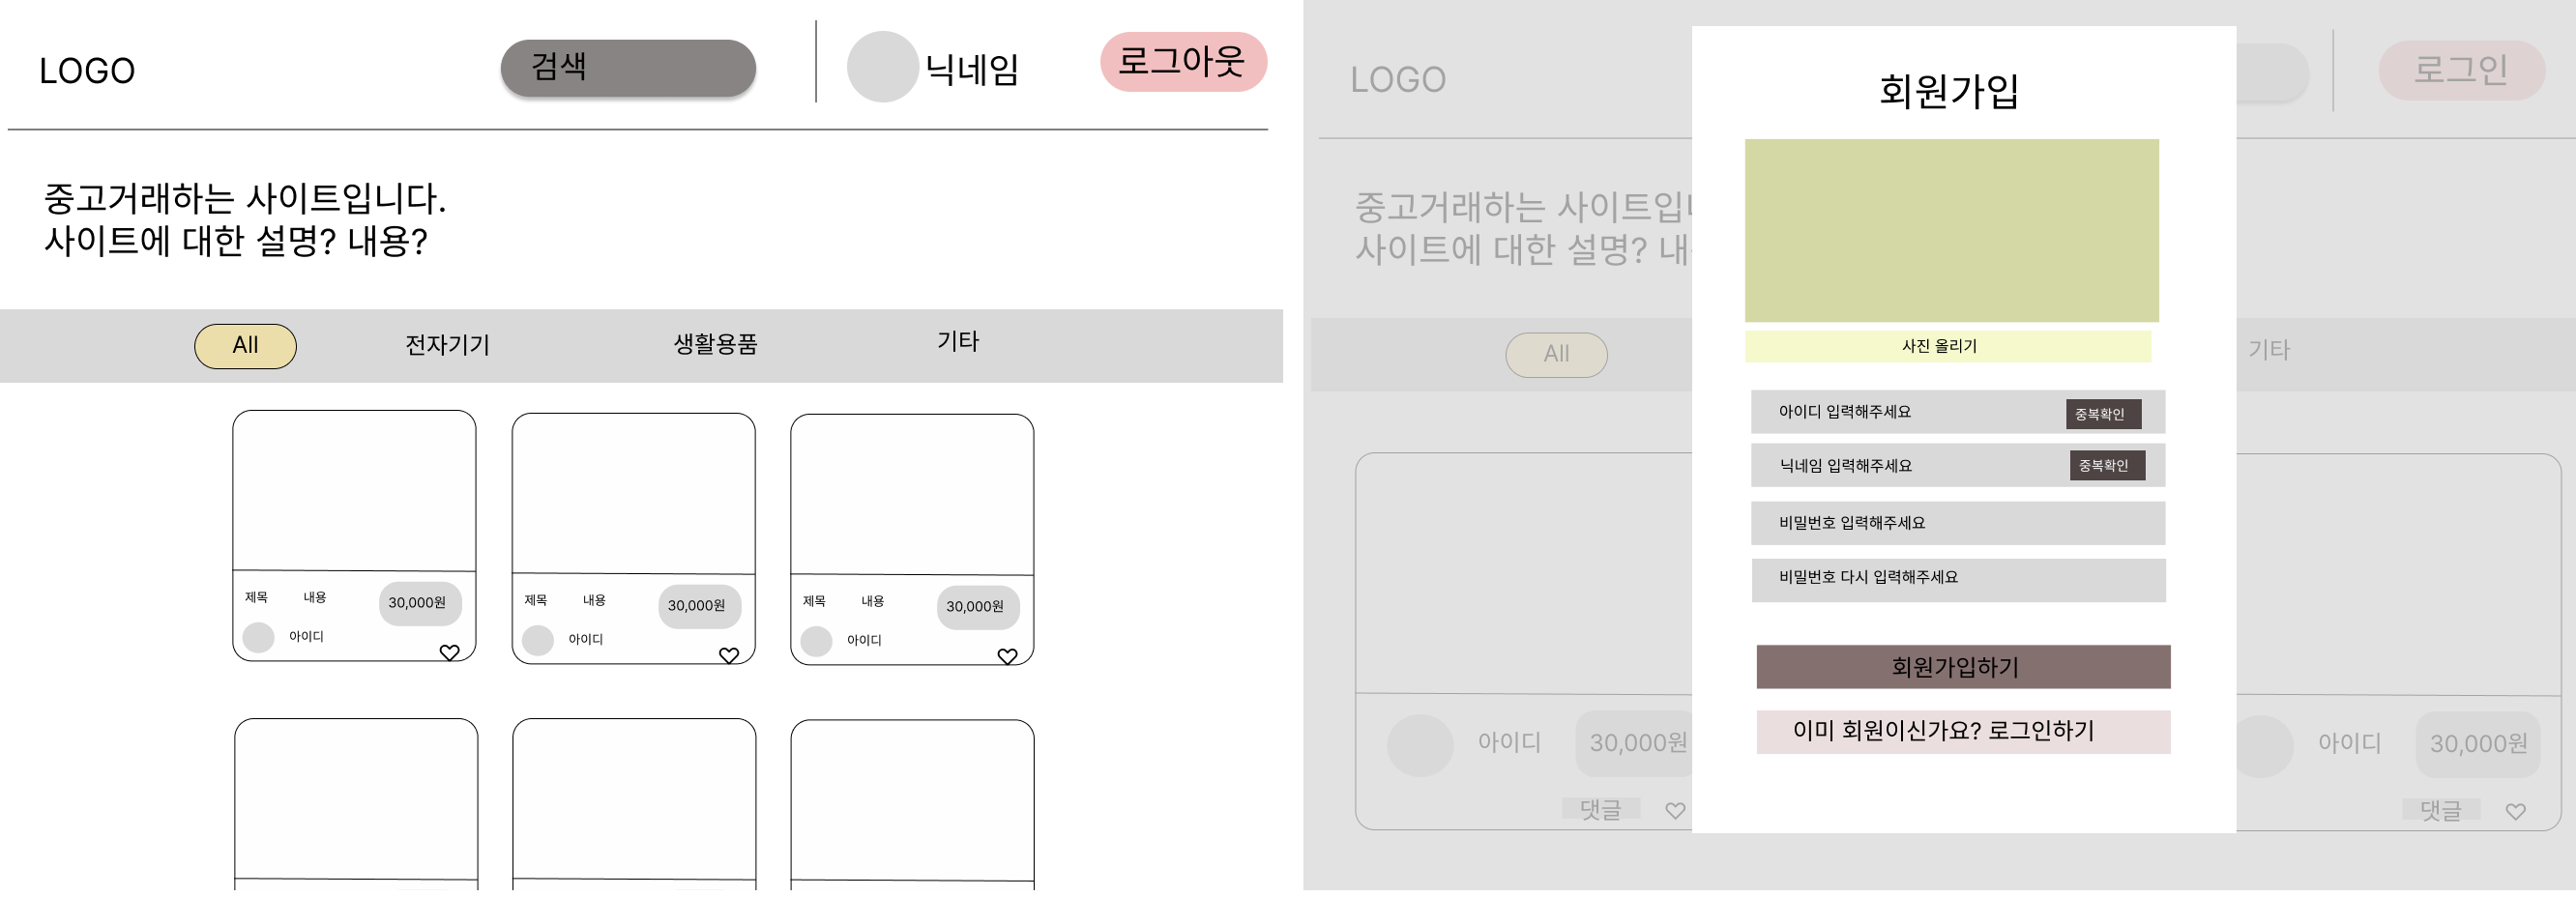 LOGO
검색
닉네임
로그아웃
중고거래하는 사이트입니다.
사이트에 대한 설명? 내용?
All
전자기기
생활용품
기타
제목
내용
30,000원
아이디
제목
내용
30,000원
아이디
제목
내용
30,000원
아이디
LOGO
로그인
중고거래하는 사이트입
사이트에 대한 설명? 내
All
기타
아이디
30,000원
댓글
아이디
30,000원
댓글
회원가입
사진 올리기
아이디 입력해주세요
중복확인
닉네임 입력해주세요
중복확인
비밀번호 입력해주세요
비밀번호 다시 입력해주세요
회원가입하기
이미 회원이신가요? 로그인하기